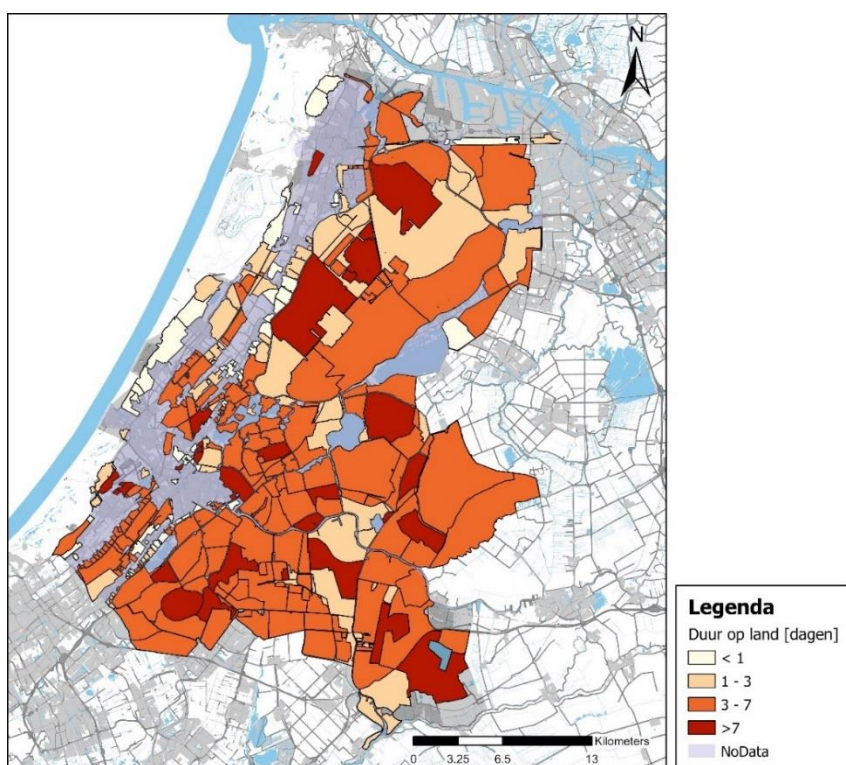 N
Legenda
Duur op land [dagen]
< 1
1 - 3
3 - 7
>7
NoData
Kilometers
0 3.25 6.5 13